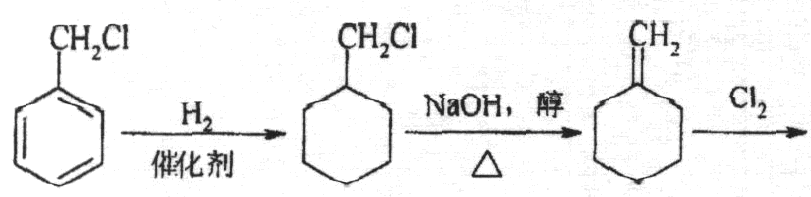 CH₂Cl
H₂
催化剂
CH₂Cl
NaOH，醇
△
CH₂
Cl₂